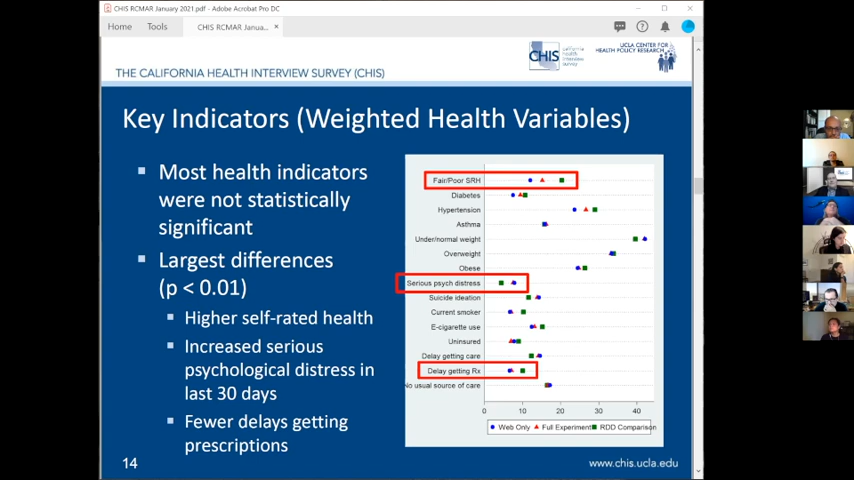 CHIS RCMAR January 2021.pdf - Adobe Acrobat Pro DC
Home Tools CHIS RCMAR Janua... ×
CHIS california health interview survey
UCLA CENTER FOR
HEALTH POLICY RESEARCH
THE CALIFORNIA HEALTH INTERVIEW SURVEY (CHIS)
Key Indicators (Weighted Health Variables)
Most health indicators
were not statistically
significant
Largest differences
(p < 0.01)
Higher self-rated health
Increased serious
psychological distress in
last 30 days
Fewer delays getting
prescriptions
Fair/Poor SRH
Diabetes
Hypertension
Asthma
Under/normal weight
Overweight
Obese
Serious psych distress
Suicide ideation
Current smoker
E-cigarette use
Uninsured
Delay getting care
Delay getting Rx
No usual source of care
0 10 20 30 40
Web Only Full Experiment RDD Comparison
14
www.chis.ucla.edu